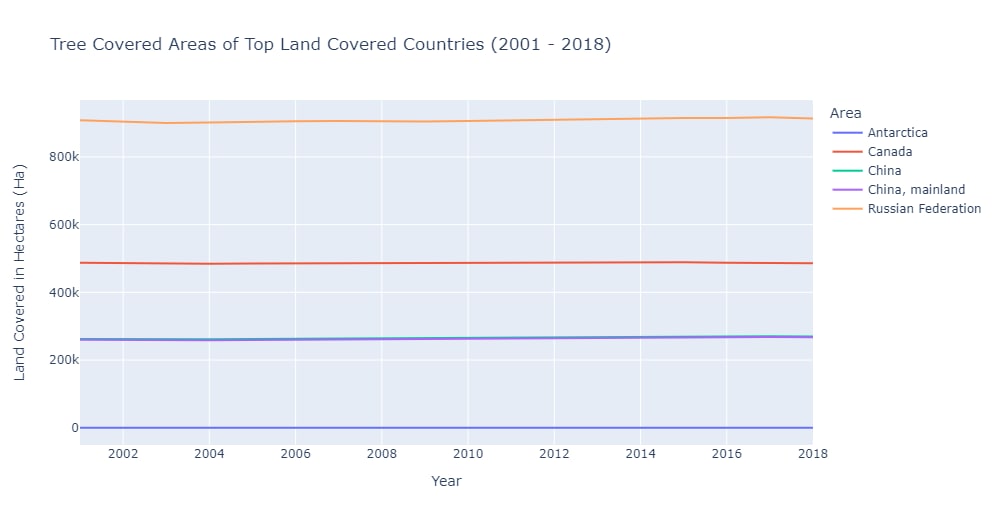 Tree Covered Areas of Top Land Covered Countries (2001 - 2018)
Land Covered in Hectares (Ha)
800k
600k
400k
200k
0
2002 2004 2006 2008 2010 2012 2014 2016 2018
Year
Area
Antarctica
Canada
China
China, mainland
Russian Federation